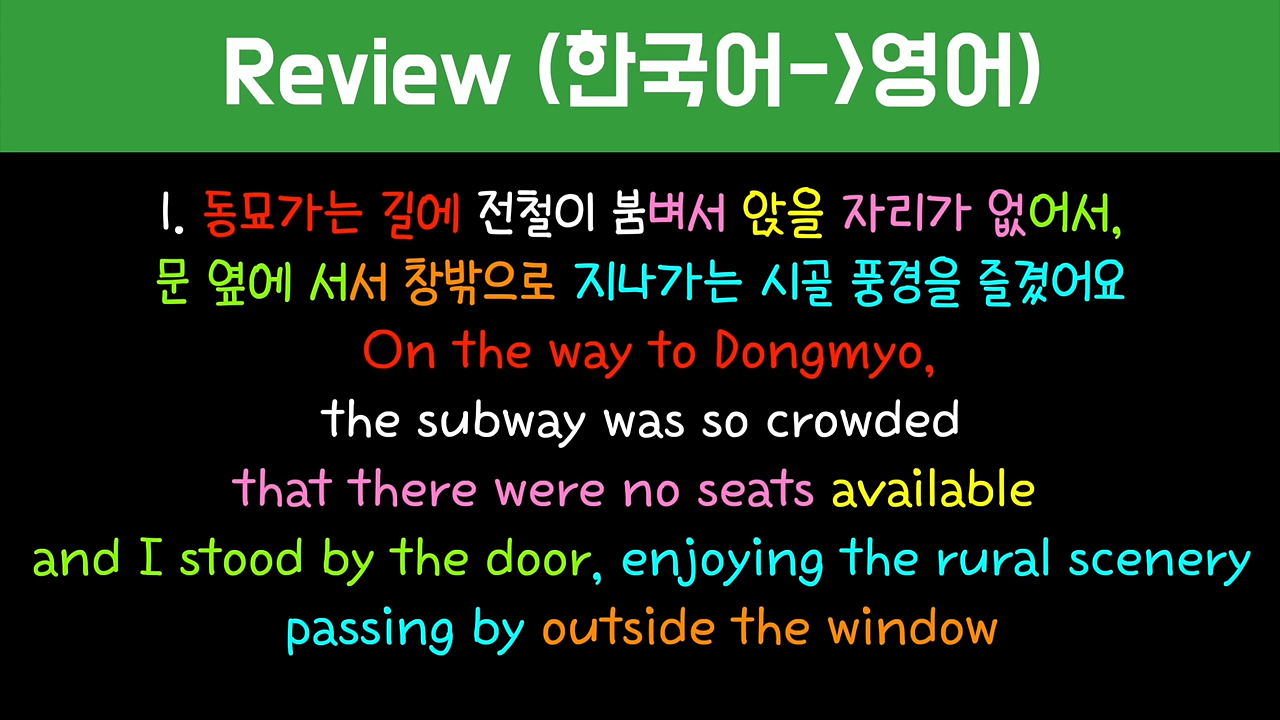 Review (한국어->영어)
1. 동묘가는 길에 전철이 붐벼서 앉을 자리가 없어서,
문 옆에 서서 창밖으로 지나가는 시골 풍경을 즐겼어요
On the way to Dongmyo,
the subway was so crowded
that there were no seats available
and I stood by the door, enjoying the rural scenery
passing by outside the window